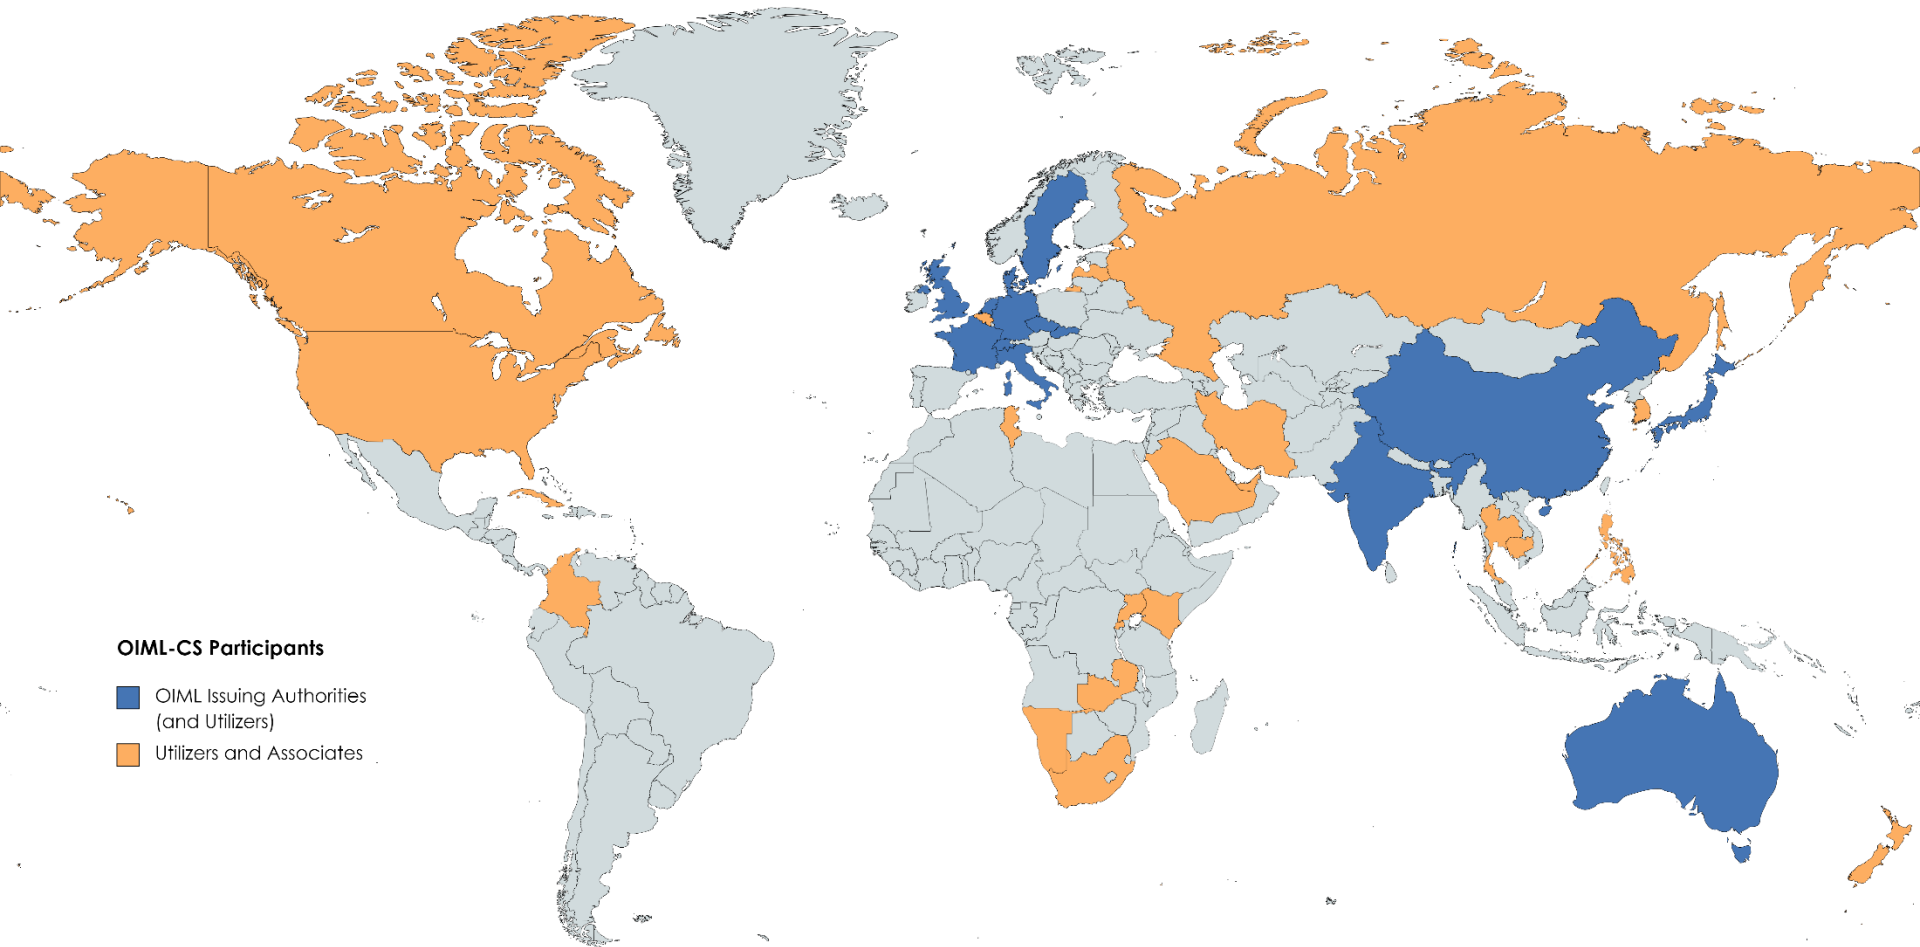 OIML-CS Participants
OIML Issuing Authorities
(and Utilizers)
Utilizers and Associates